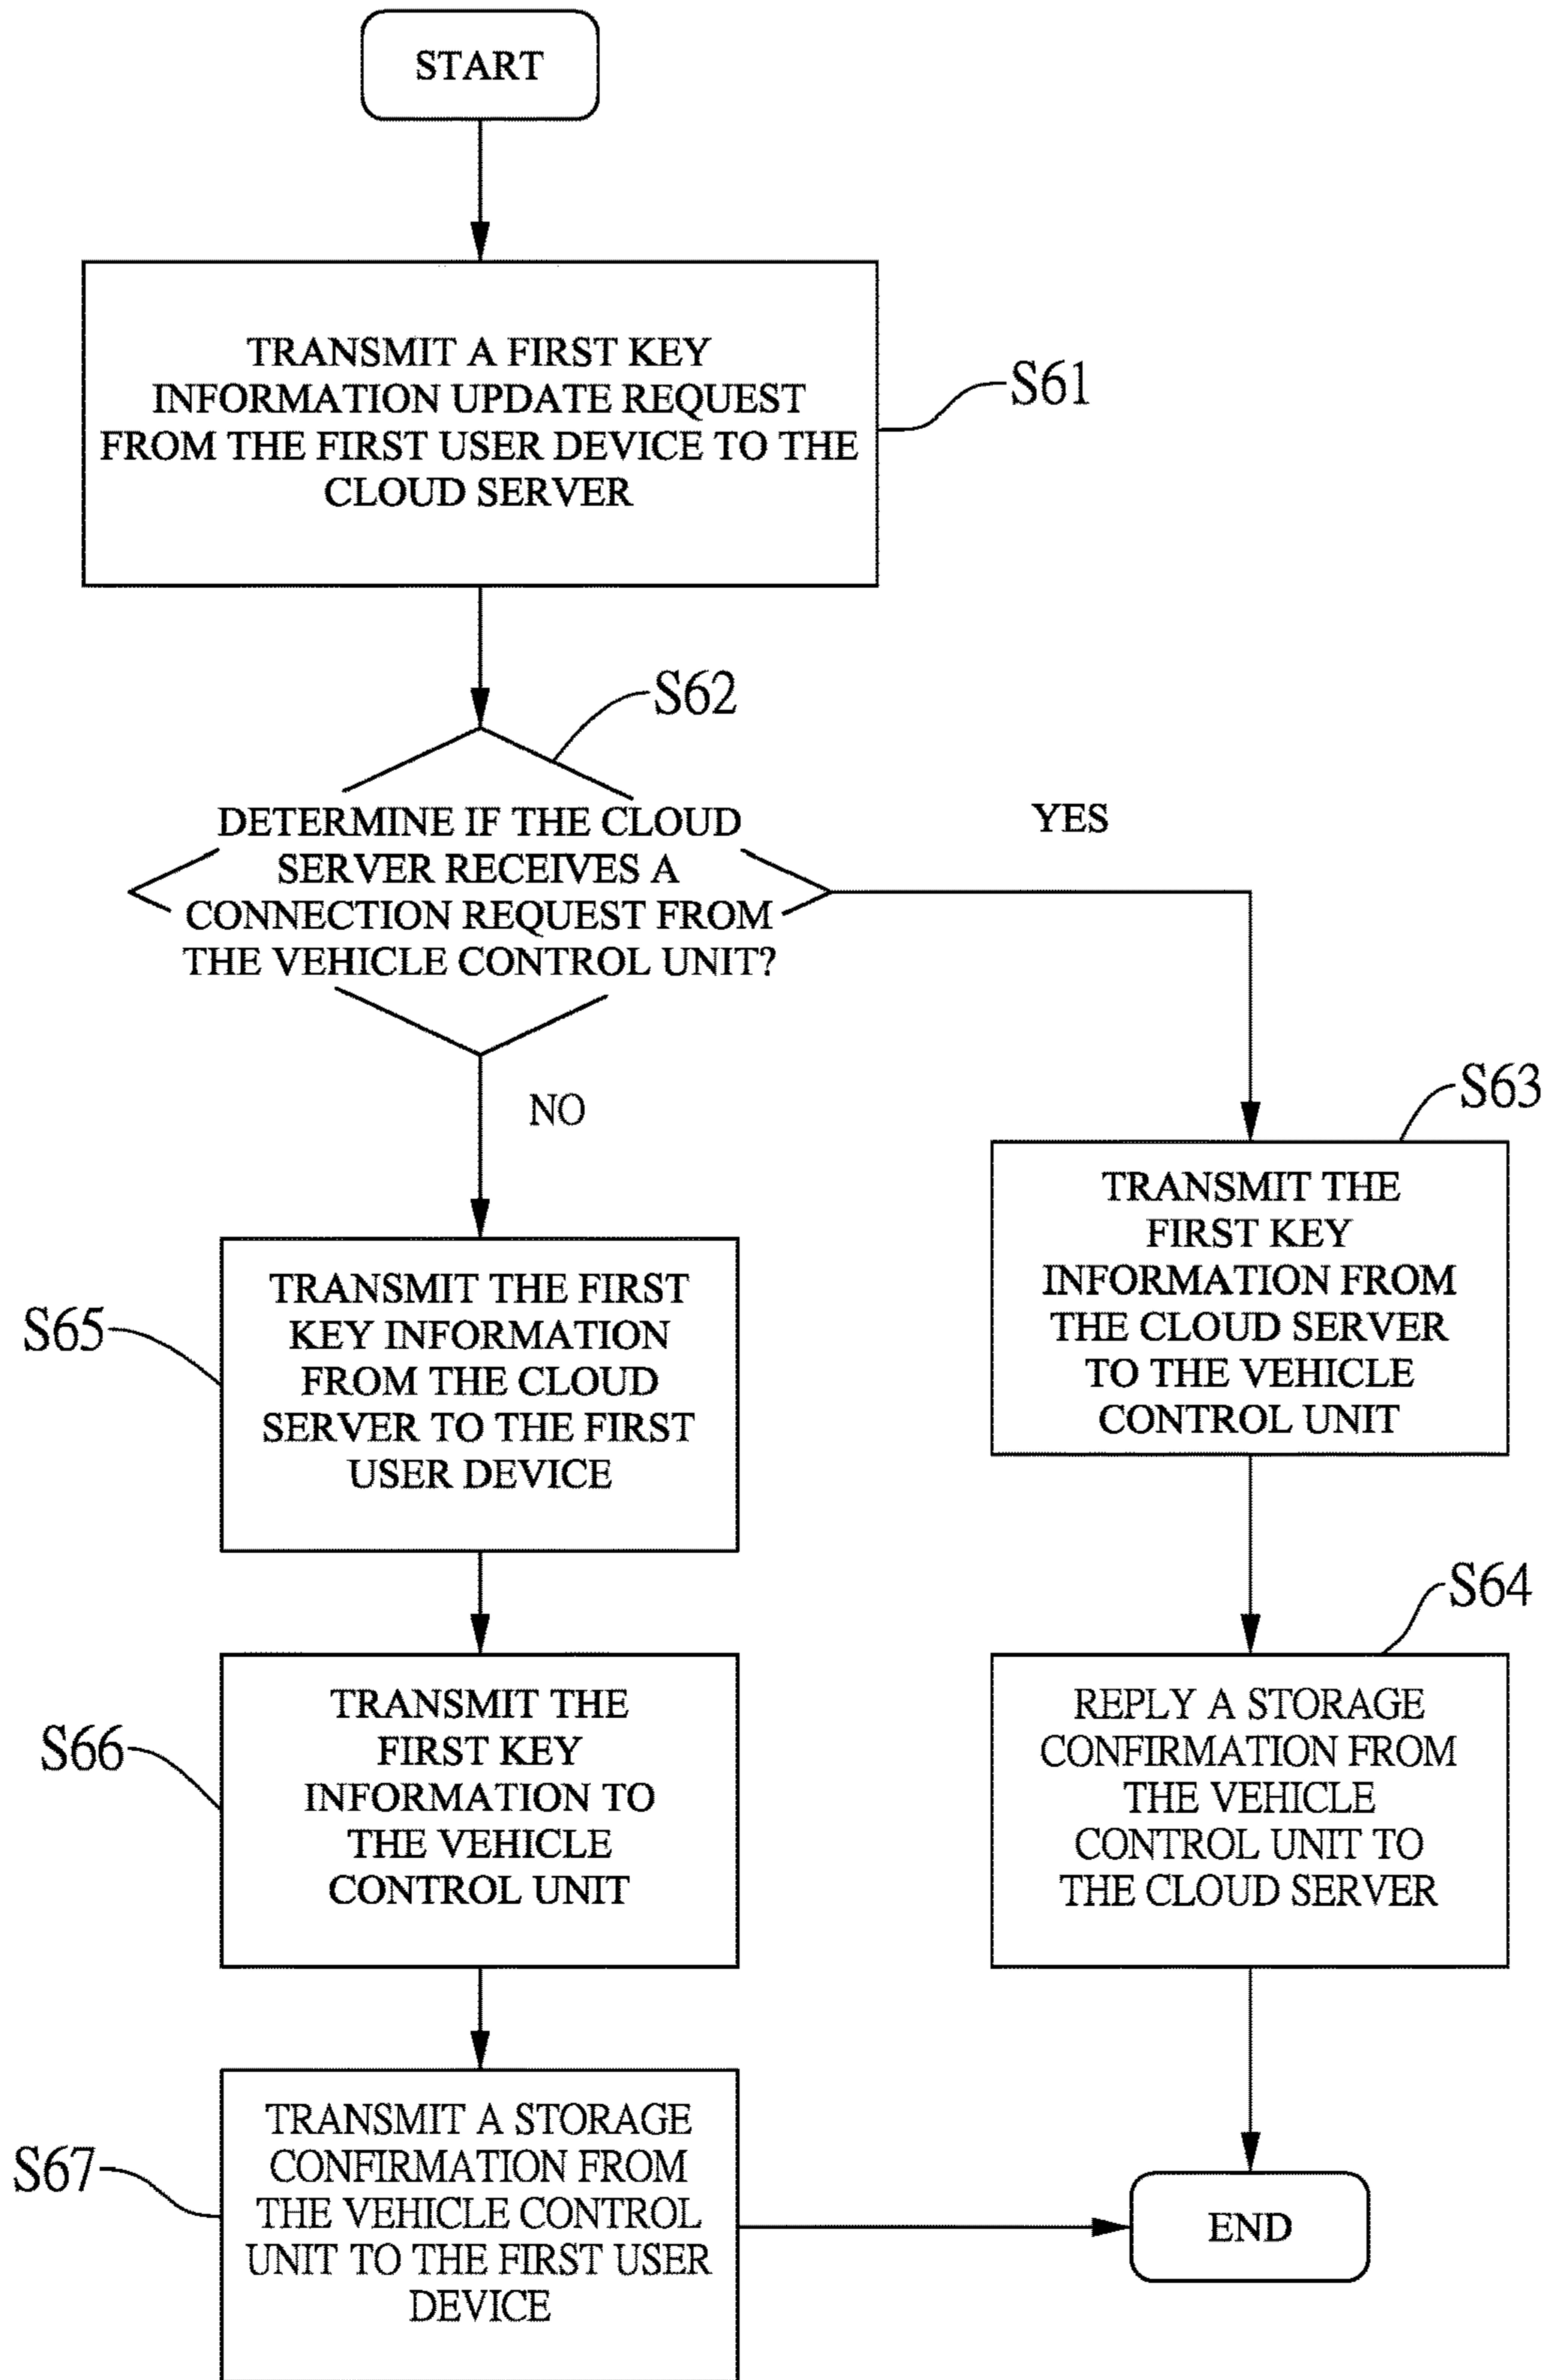 START
TRANSMIT A FIRST KEY
INFORMATION UPDATE REQUEST
FROM THE FIRST USER DEVICE TO THE
CLOUD SERVER
S61
S62
DETERMINE IF THE CLOUD
SERVER RECEIVES A
CONNECTION REQUEST FROM
THE VEHICLE CONTROL UNIT?
YES
NO
S63
TRANSMIT THE
FIRST KEY
INFORMATION FROM
THE CLOUD SERVER
TO THE VEHICLE
CONTROL UNIT
S64
REPLY A STORAGE
CONFIRMATION FROM
THE VEHICLE
CONTROL UNIT TO
THE CLOUD SERVER
S65
TRANSMIT THE FIRST
KEY INFORMATION
FROM THE CLOUD
SERVER TO THE FIRST
USER DEVICE
S66
TRANSMIT THE
FIRST KEY
INFORMATION TO
THE VEHICLE
CONTROL UNIT
S67
TRANSMIT A STORAGE
CONFIRMATION FROM
THE VEHICLE CONTROL
UNIT TO THE FIRST USER
DEVICE
END